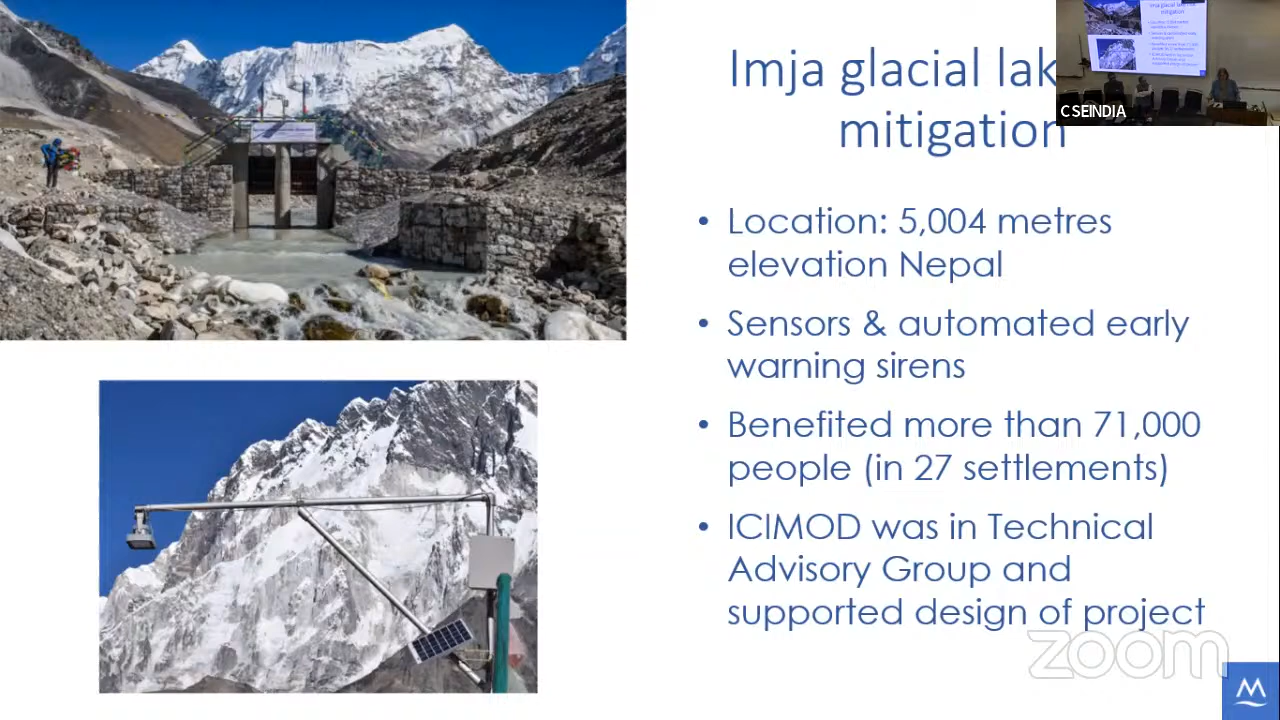 Imja glacial lak
mitigation
CSEINDIA
• Location: 5,004 metres
elevation Nepal
• Sensors & automated early
warning sirens
• Benefited more than 71,000
people (in 27 settlements)
• ICIMOD was in Technical
Advisory Group and
supported design of project
zoom